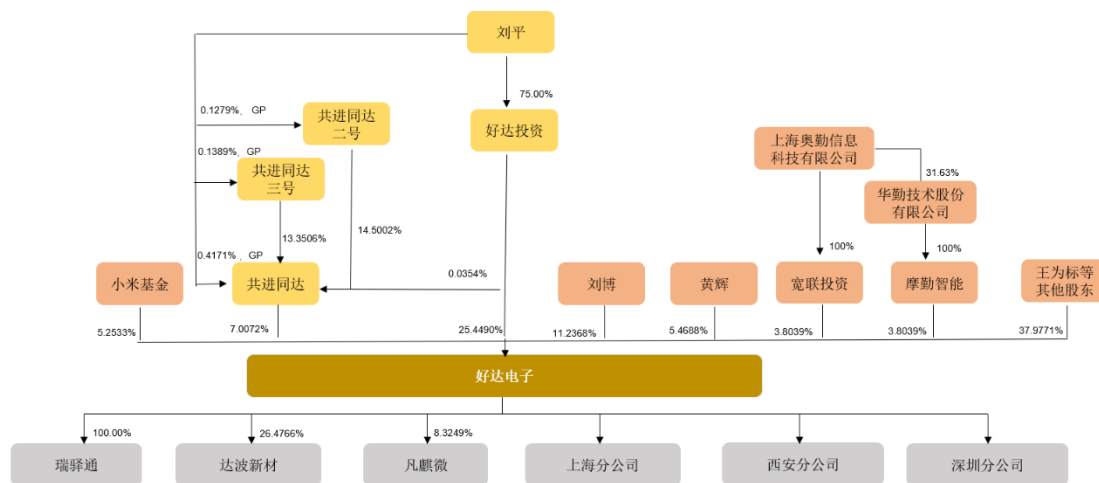 刘平
75.00%
0.1279%、GP
共进同达
二号
好达投资
上海奥勤信息
科技有限公司
0.1389%、GP
共进同达
三号
31.63%
华勤技术股份
有限公司
13.3506%
14.5002%
0.4171%、GP
100%
100%
0.0354%
小米基金
共进同达
刘博
黄辉
宽联投资
摩勤智能
王为标等
其他股东
5.2533%
7.0072%
25.4490%
11.2368%
5.4688%
3.8039%
3.8039%
37.9771%
好达电子
100.00%
26.4766%
8.3249%
瑞驿通
达波新材
凡麒微
上海分公司
西安分公司
深圳分公司